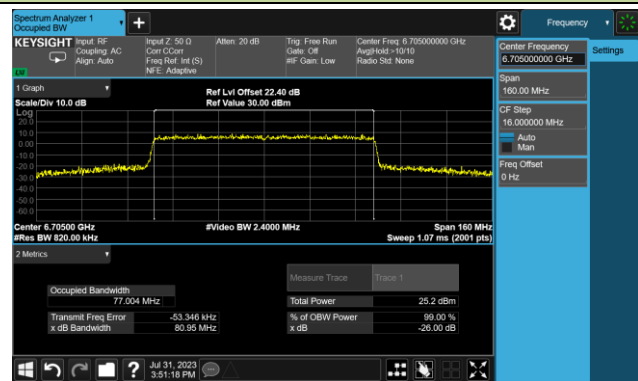 Spectrum Analyzer 1
Occupied BW
Frequency
KEYSIGHT
Input: RF
Coupling: AC
Align: Auto
Input Z: 50 Ω
Corr CCorr
Freq Ref: Int (S)
NFE: Adaptive
Atten: 20 dB
Trig: Free Run
Gate: Off
#IF Gain: Low
Center Freq: 6.705000000 GHz
Avg|Hold:>10/10
Radio Std: None
Center Frequency
6.705000000 GHz
Settings
Span
160.00 MHz
CF Step
16.000000 MHz
Auto
Man
Freq Offset
0 Hz
1 Graph
Scale/Div 10.0 dB
Ref Lvl Offset 22.40 dB
Ref Value 30.00 dBm
Log
20.0
10.0
0.00
-10.0
-20.0
-30.0
-40.0
-50.0
-60.0
Center 6.70500 GHz
#Video BW 2.4000 MHz
Span 160 MHz
#Res BW 820.00 kHz
Sweep 1.07 ms (2001 pts)
2 Metrics
Measure Trace
Trace 1
Occupied Bandwidth
77.004 MHz
Total Power
25.2 dBm
Transmit Freq Error
-53.346 kHz
% of OBW Power
99.00 %
x dB Bandwidth
80.95 MHz
x dB
-26.00 dB
Jul 31, 2023
3:51:18 PM